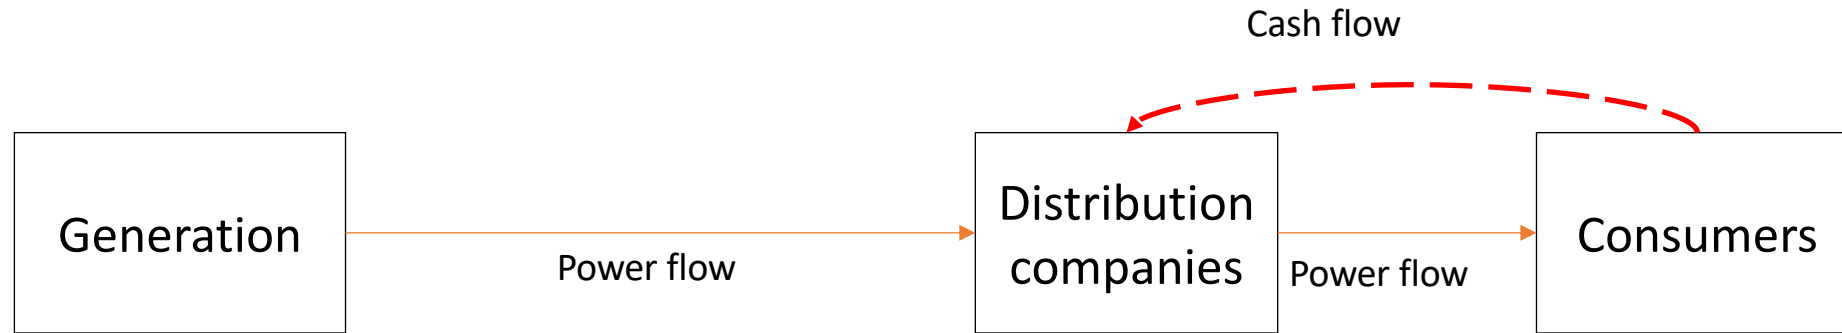 Cash flow
Generation
Power flow
Distribution
companies
Power flow
Consumers